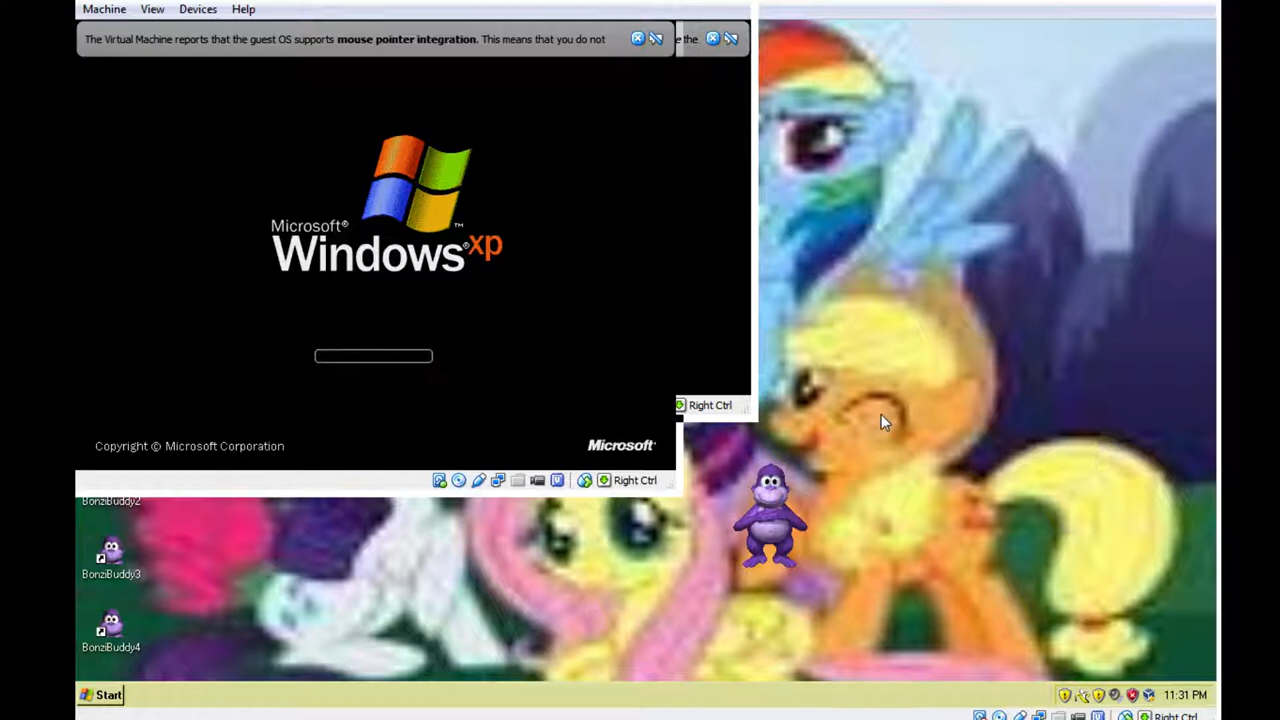 Machine View Devices Help
The Virtual Machine reports that the guest OS supports mouse pointer integration. This means that you do not
e the
Microsoft®
Windows® xp
™
Right Ctrl
Copyright © Microsoft Corporation
Microsoft®
Right Ctrl
BonziBuddy2
BonziBuddy3
BonziBuddy4
Start
11:31 PM
Right Ctrl